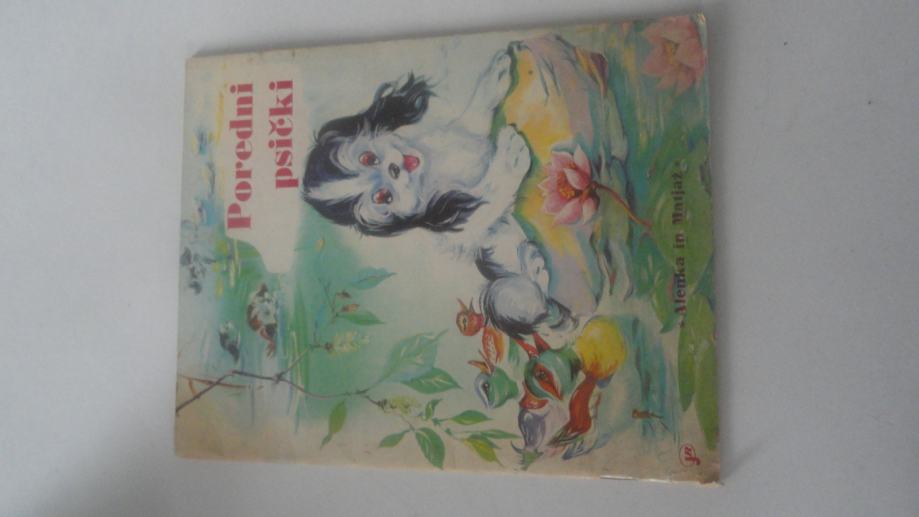 Poredni
psički
Alenka in Matjaž